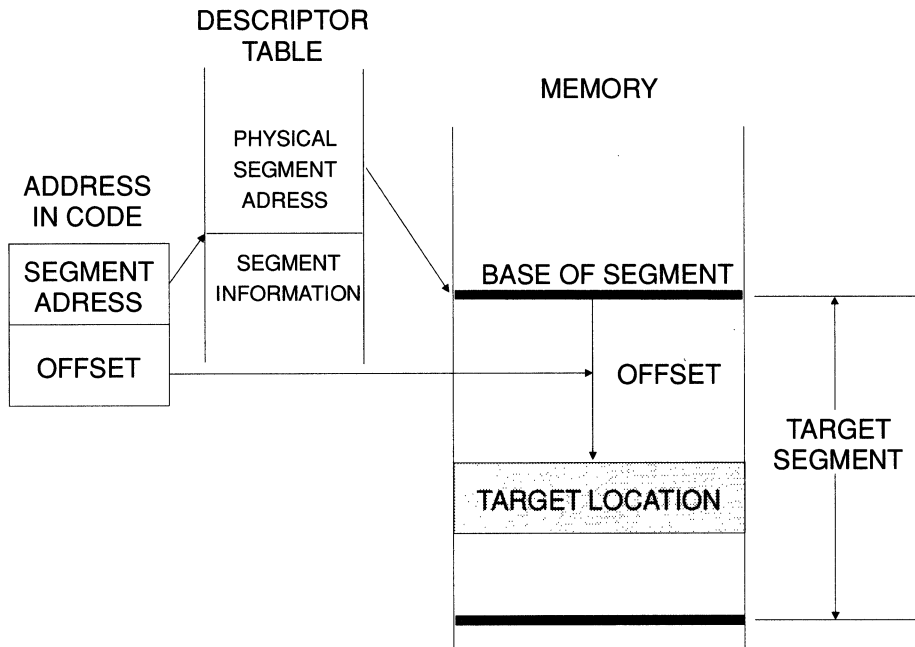 DESCRIPTOR
TABLE
MEMORY
PHYSICAL
SEGMENT
ADRESS
ADDRESS
IN CODE
SEGMENT
ADRESS
OFFSET
SEGMENT
INFORMATION
BASE OF SEGMENT
OFFSET
TARGET
SEGMENT
TARGET LOCATION